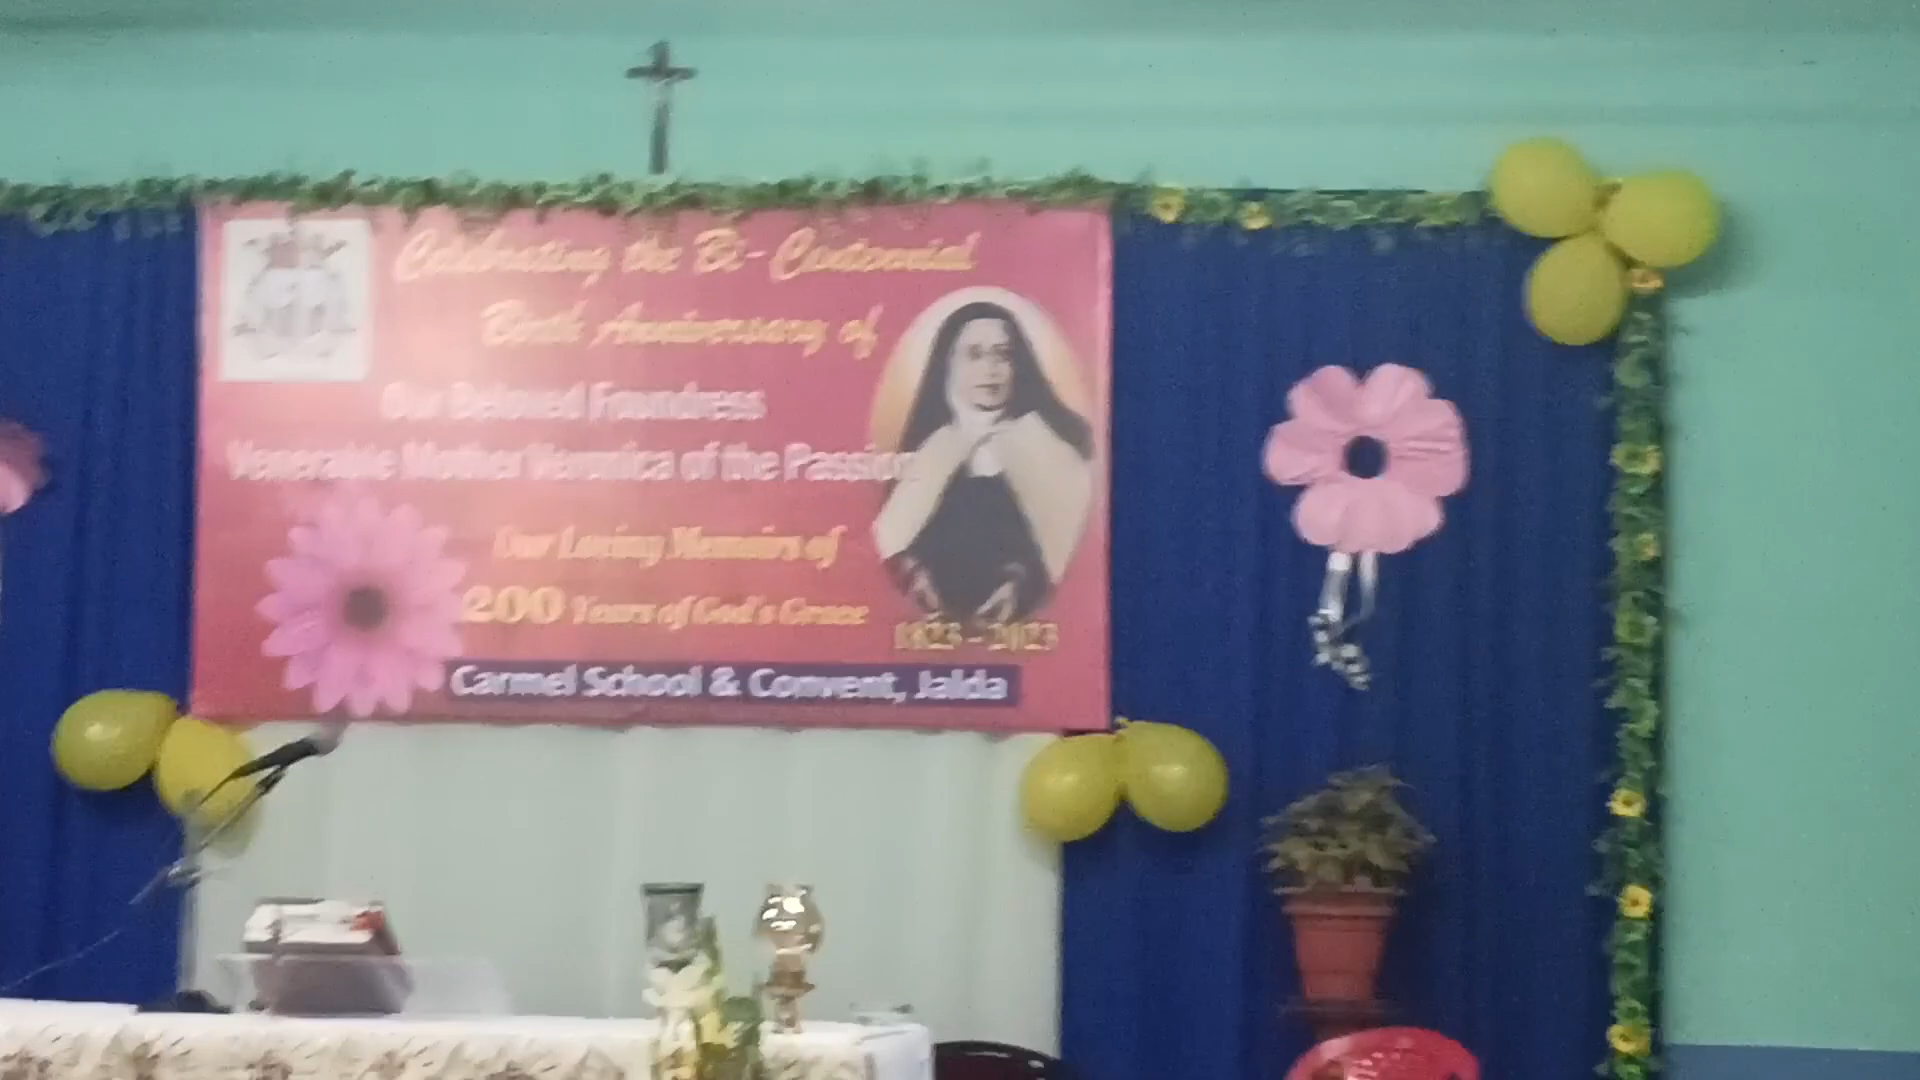 Celebrating the Bi-Centennial
Birth Anniversary of
Our Beloved Foundress
Venerable Mother Veronica of the Passion
Our Loving Memoirs of
200 Years of God's Grace
1823 - 2023
Carmel School & Convent, Jalda